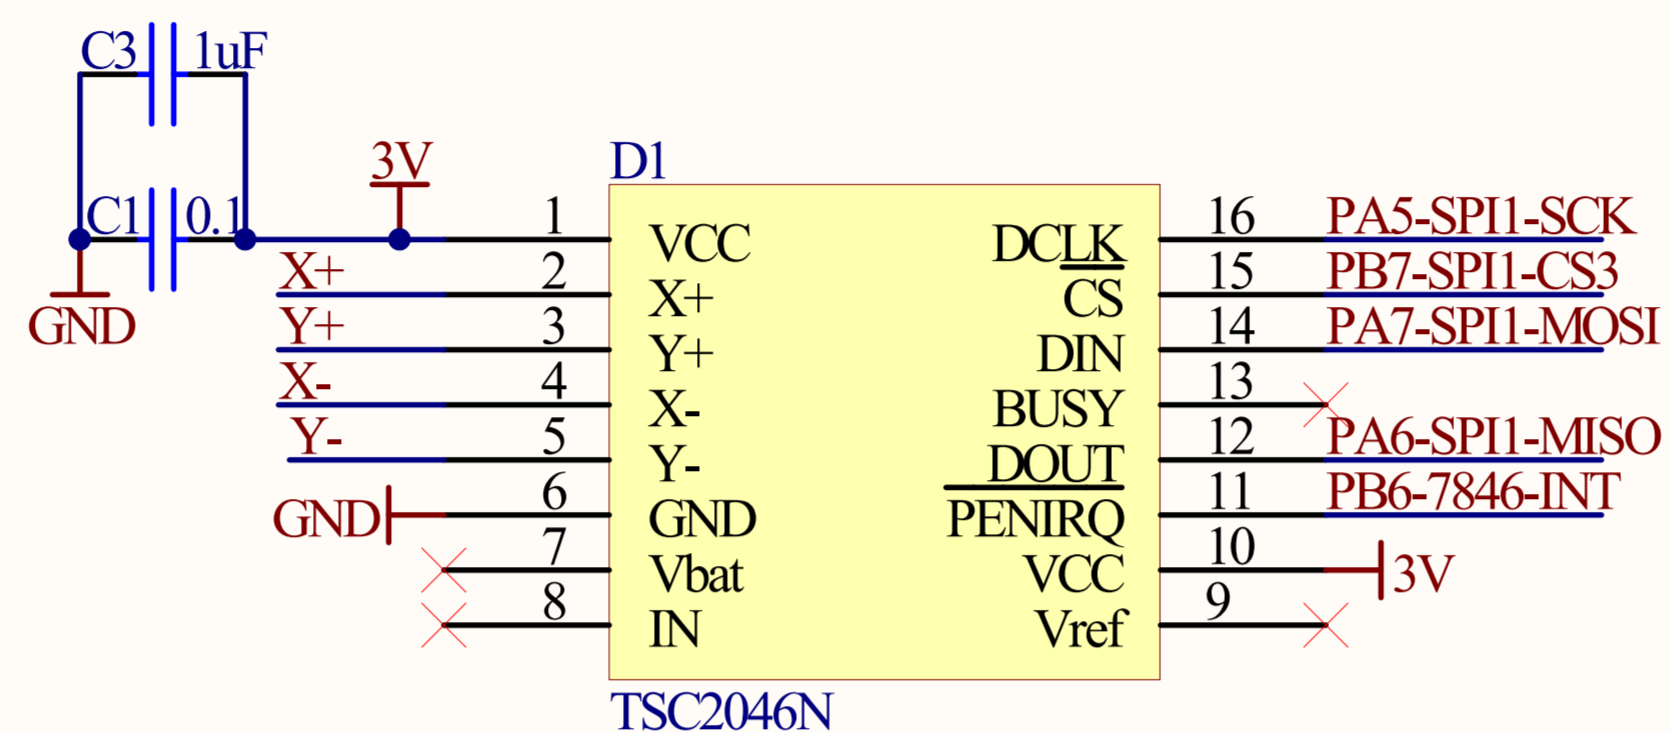 C3 1uF
3V
D1
C1 0.1
GND
1 VCC DCLK 16 PA5-SPI1-SCK
X+ 2 X+ CS 15 PB7-SPI1-CS3
Y+ 3 Y+ DIN 14 PA7-SPI1-MOSI
X- 4 X- BUSY 13
Y- 5 Y- DOUT 12 PA6-SPI1-MISO
GND 6 GND PENIRQ 11 PB6-7846-INT
7 Vbat VCC 10 3V
8 IN Vref 9
TSC2046N